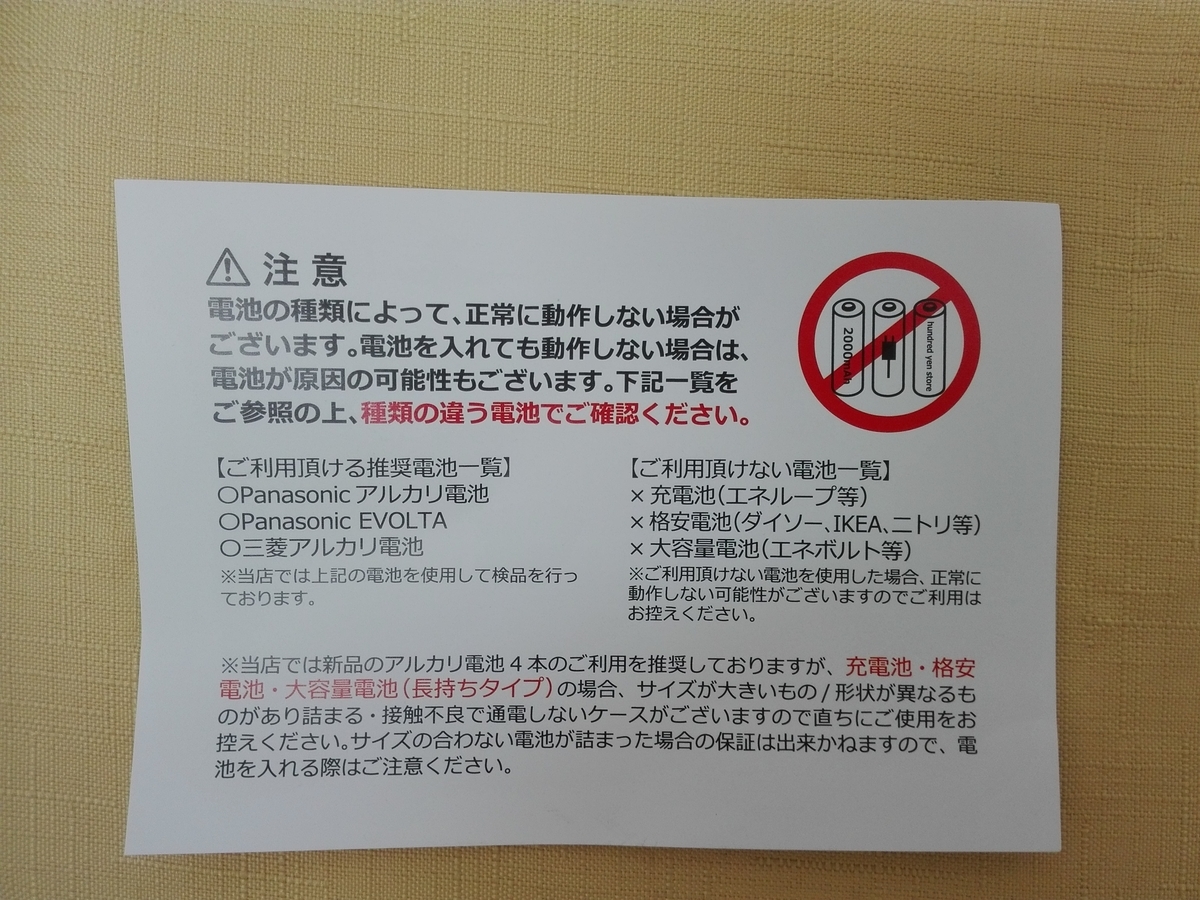 注意
電池の種類によって、正常に動作しない場合が
ございます。電池を入れても動作しない場合は、
電池が原因の可能性もございます。下記一覧を
ご参照の上、種類の違う電池でご確認ください。
2000mAh
hundred yen store
【ご利用頂ける推奨電池一覧】
○Panasonic アルカリ電池
○Panasonic EVOLTA
○三菱アルカリ電池
※当店では上記の電池を使用して検品を行っ
ております。
【ご利用頂けない電池一覧】
×充電池（エネループ等）
×格安電池（ダイソー、IKEA、ニトリ等）
×大容量電池（エネボルト等）
※ご利用頂けない電池を使用した場合、正常に
動作しない可能性がございますのでご利用は
お控えください。
※当店では新品のアルカリ電池4本のご利用を推奨しておりますが、充電池・格安
電池・大容量電池（長持ちタイプ）の場合、サイズが大きいもの/形状が異なるも
のがあり詰まる・接触不良で通電しないケースがございますので直ちにご使用をお
控えください。サイズの合わない電池が詰まった場合の保証は出来かねますので、電
池を入れる際はご注意ください。